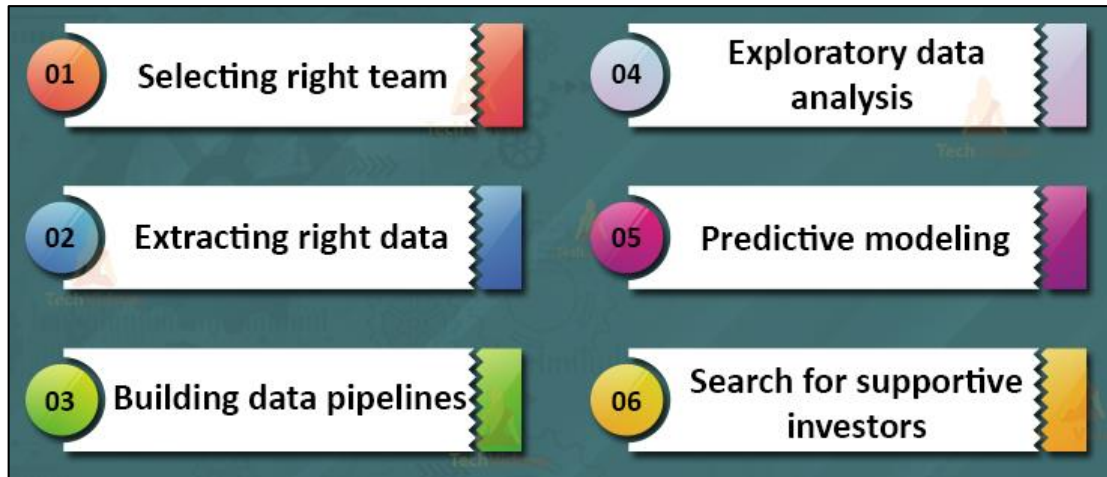 01
Selecting right team
02
Extracting right data
03
Building data pipelines
04
Exploratory data
analysis
05
Predictive modeling
06
Search for supportive
investors